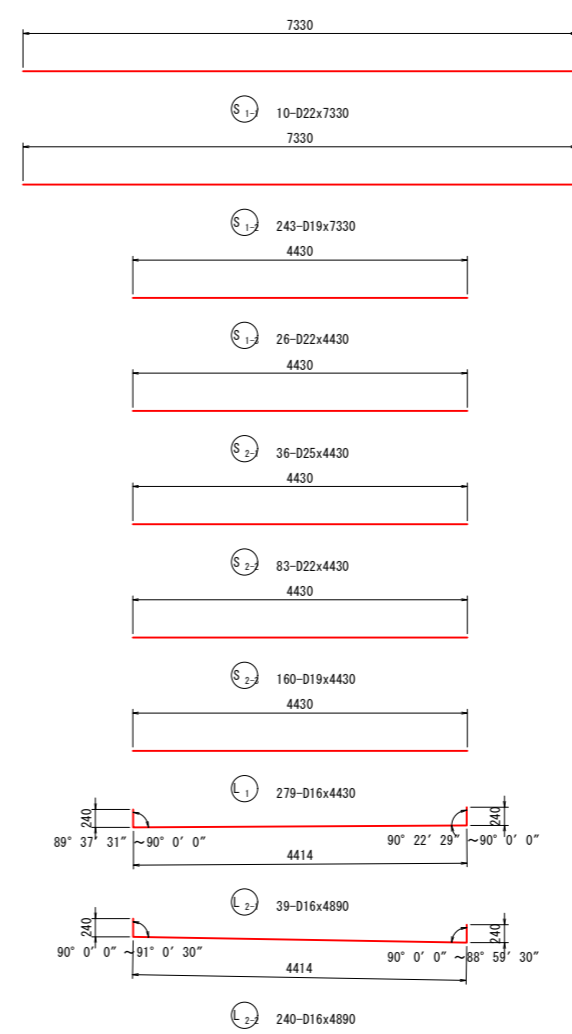 7330
S1-1 10-D22x7330
7330
S1-2 243-D19x7330
4430
S1-3 26-D22x4430
4430
S2-1 36-D25x4430
4430
S2-2 83-D22x4430
4430
S2-3 160-D19x4430
4430
L1 279-D16x4430
240 240
89° 37′ 31″ ~90° 0′ 0″ 90° 22′ 29″ ~90° 0′ 0″
4414
L2-1 39-D16x4890
240 240
90° 0′ 0″ ~91° 0′ 30″ 90° 0′ 0″ ~88° 59′ 30″
4414
L2-2 240-D16x4890